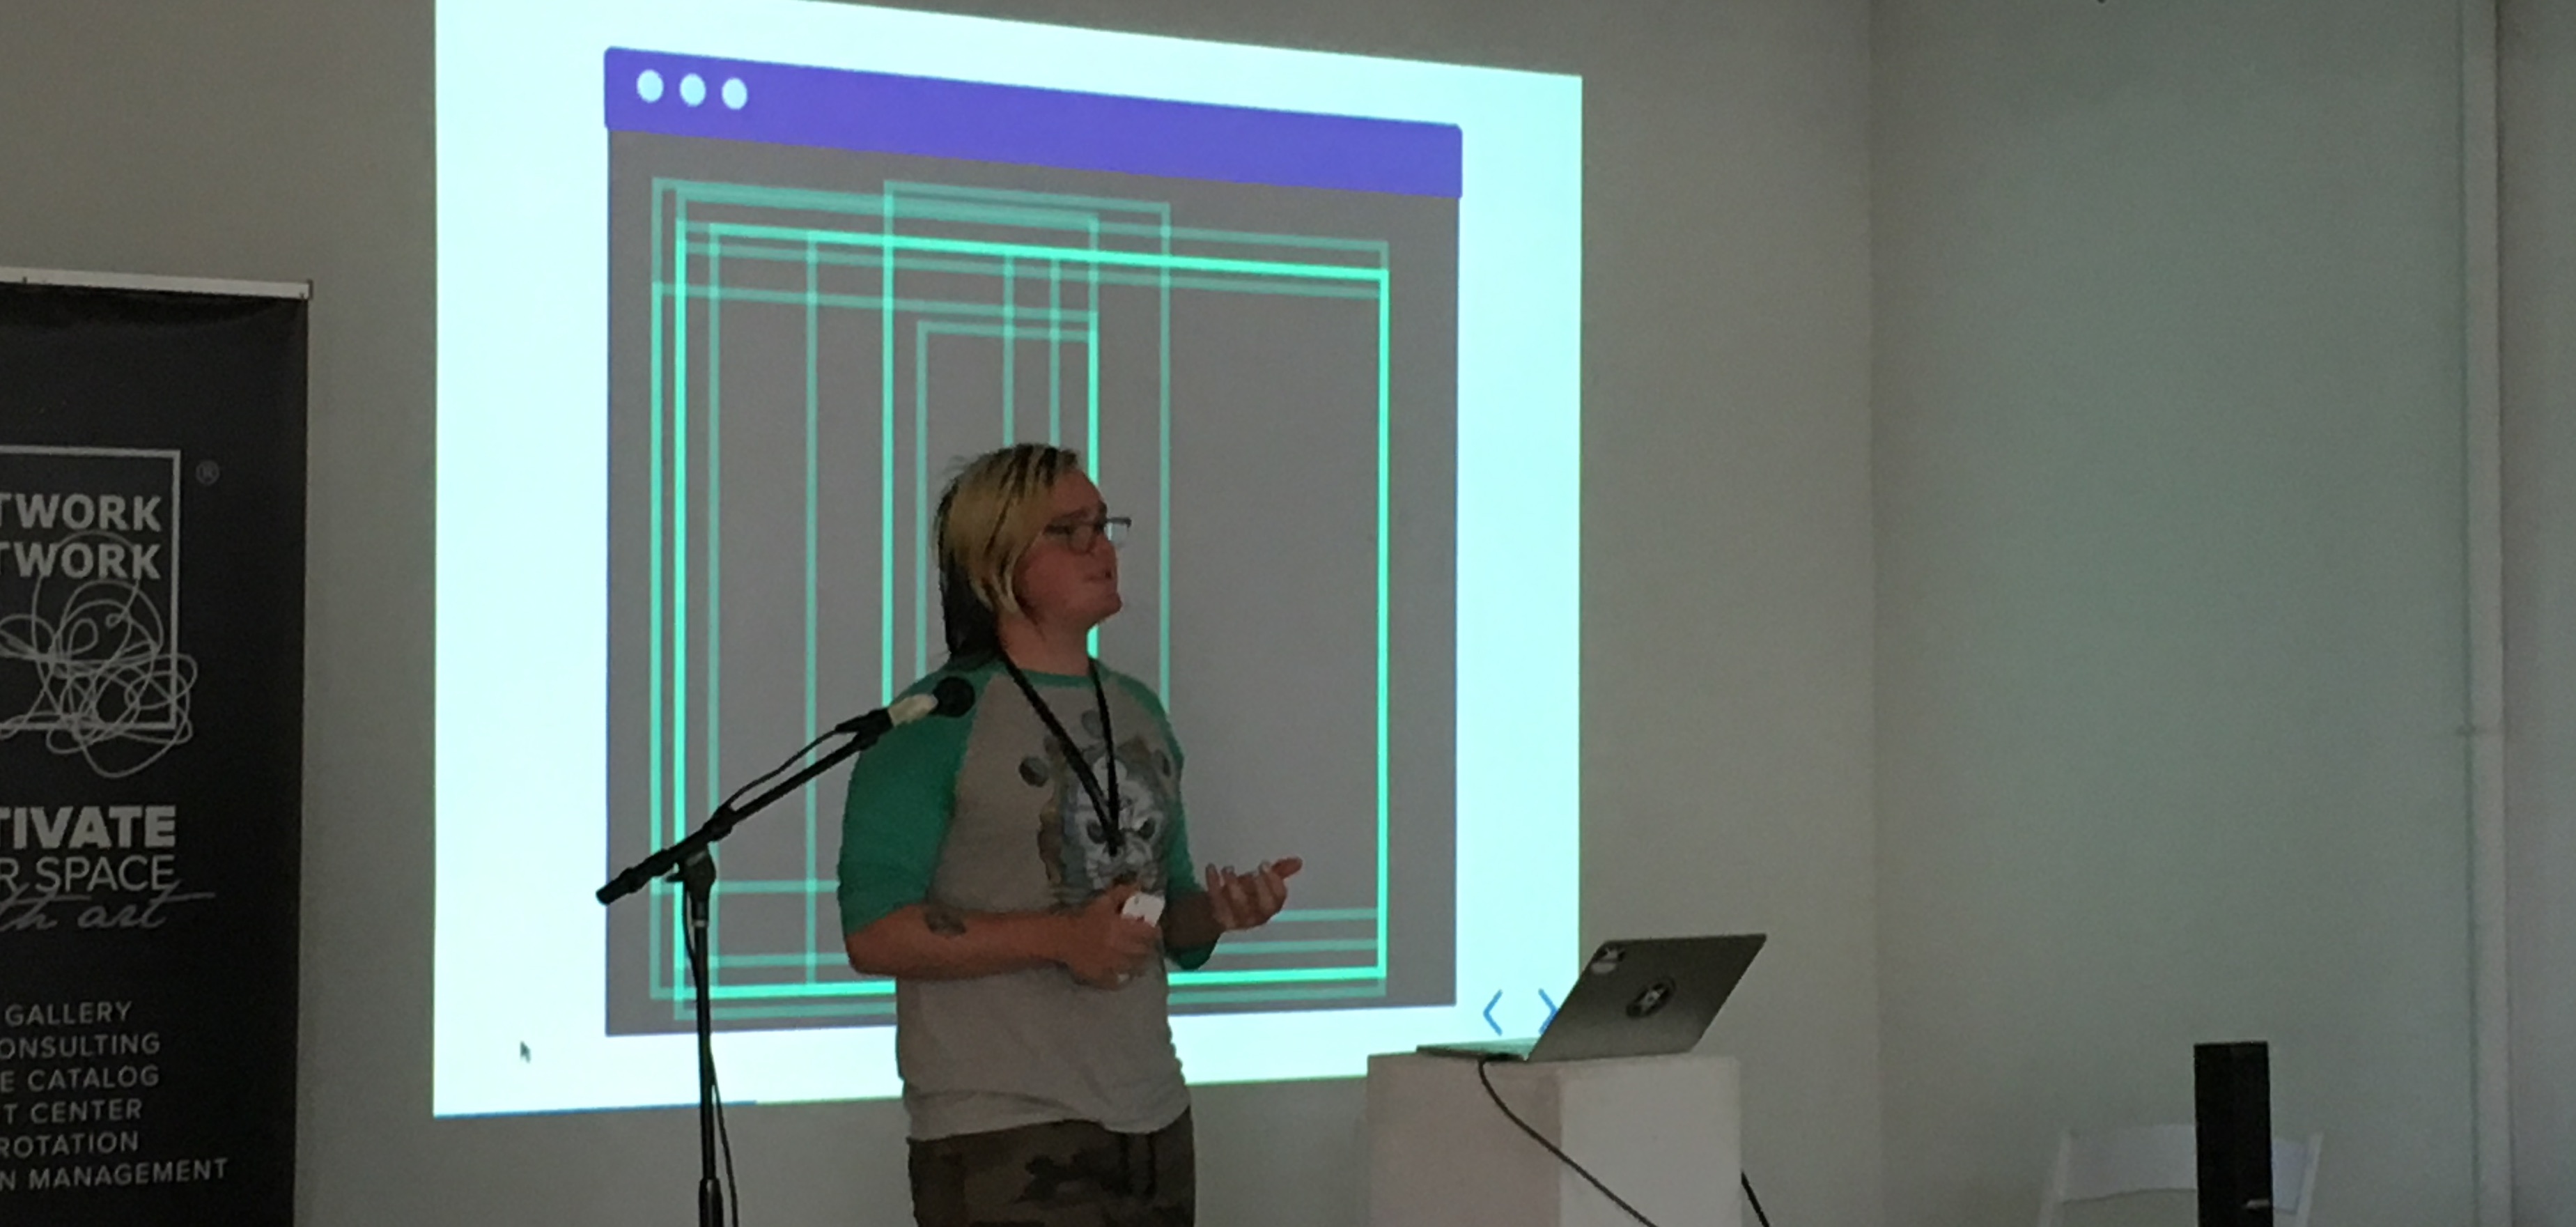 TWORK
TWORK
®
TIVATE
R SPACE
th art
GALLERY
ONSULTING
E CATALOG
T CENTER
ROTATION
N MANAGEMENT